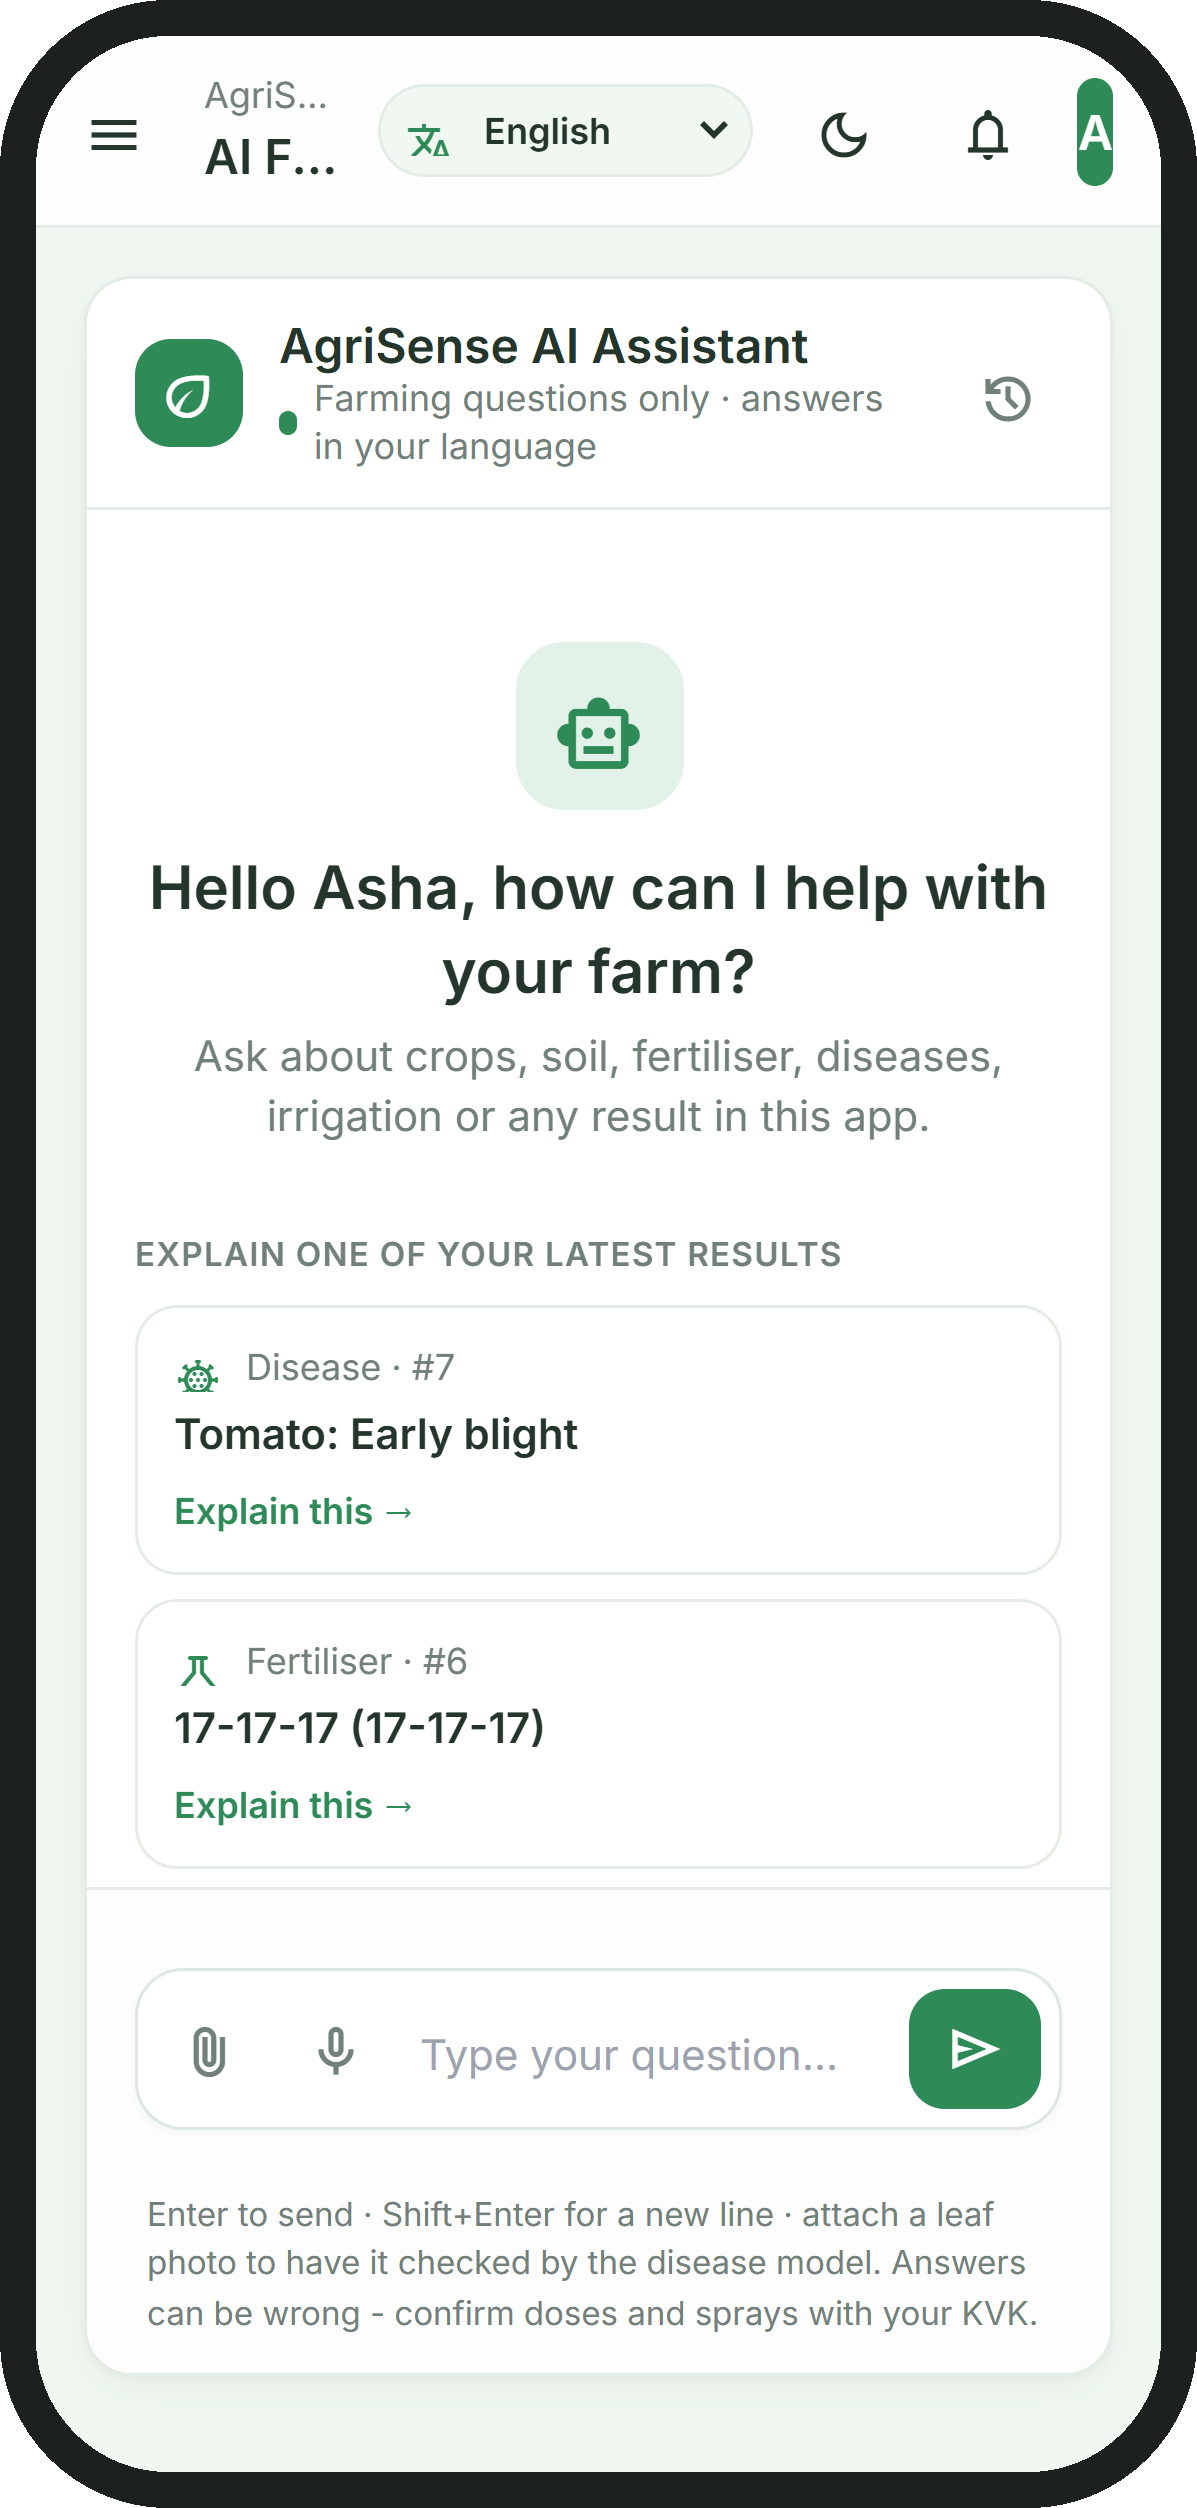 AgriS...
AI F...
English
A
AgriSense AI Assistant
Farming questions only · answers
in your language
Hello Asha, how can I help with
your farm?
Ask about crops, soil, fertiliser, diseases,
irrigation or any result in this app.
EXPLAIN ONE OF YOUR LATEST RESULTS
Disease · #7
Tomato: Early blight
Explain this →
Fertiliser · #6
17-17-17 (17-17-17)
Explain this →
Type your question...
Enter to send · Shift+Enter for a new line · attach a leaf
photo to have it checked by the disease model. Answers
can be wrong - confirm doses and sprays with your KVK.